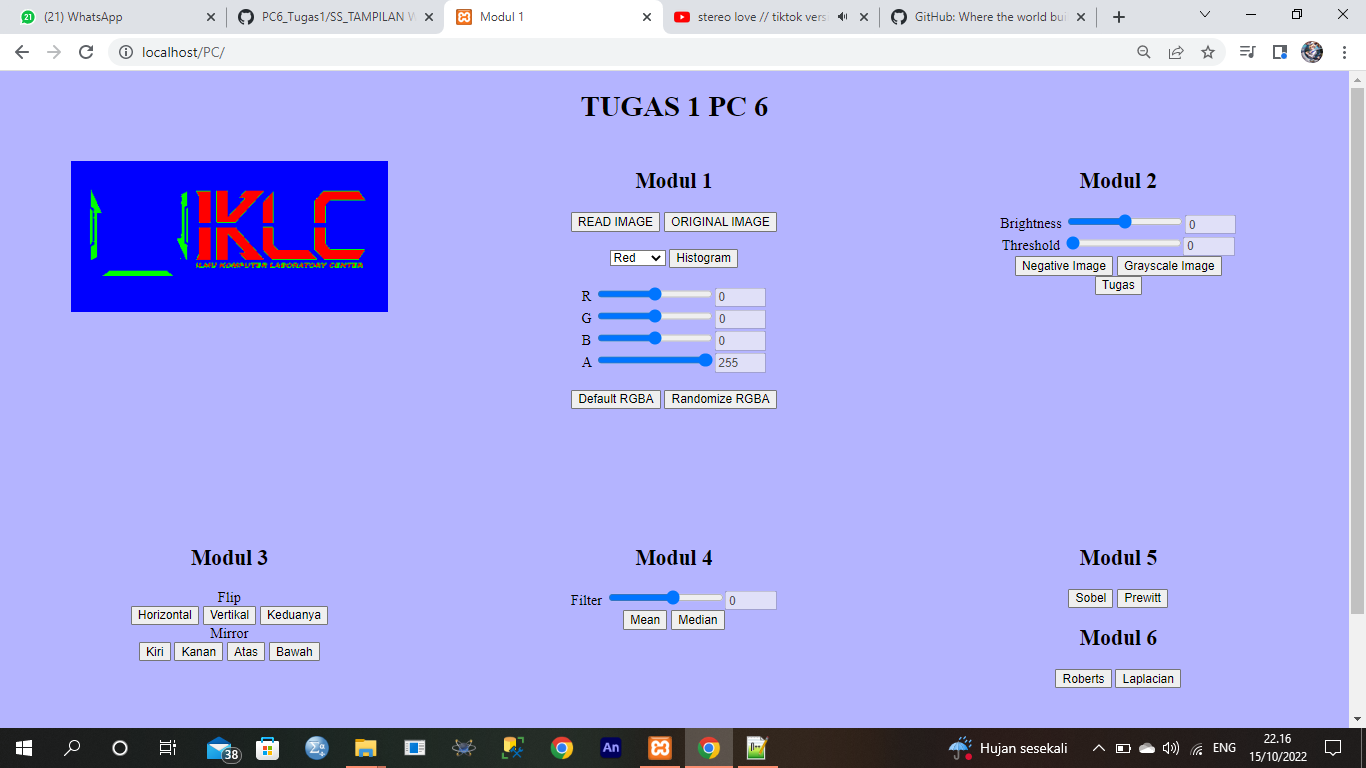 (21) WhatsApp
PC6_Tugas1/SS_TAMPILAN W
Modul 1
stereo love // tiktok vers
GitHub: Where the world bui
localhost/PC/
TUGAS 1 PC 6
IKLC
ILMU KOMPUTER LABORATORY CENTER
Modul 1
READ IMAGE ORIGINAL IMAGE
Red Histogram
R 0
G 0
B 0
A 255
Default RGBA Randomize RGBA
Modul 2
Brightness 0
Threshold 0
Negative Image Grayscale Image
Tugas
Modul 3
Flip
Horizontal Vertikal Keduanya
Mirror
Kiri Kanan Atas Bawah
Modul 4
Filter 0
Mean Median
Modul 5
Sobel Prewitt
Modul 6
Roberts Laplacian
38
An
Hujan sesekali
ENG
22.16
15/10/2022